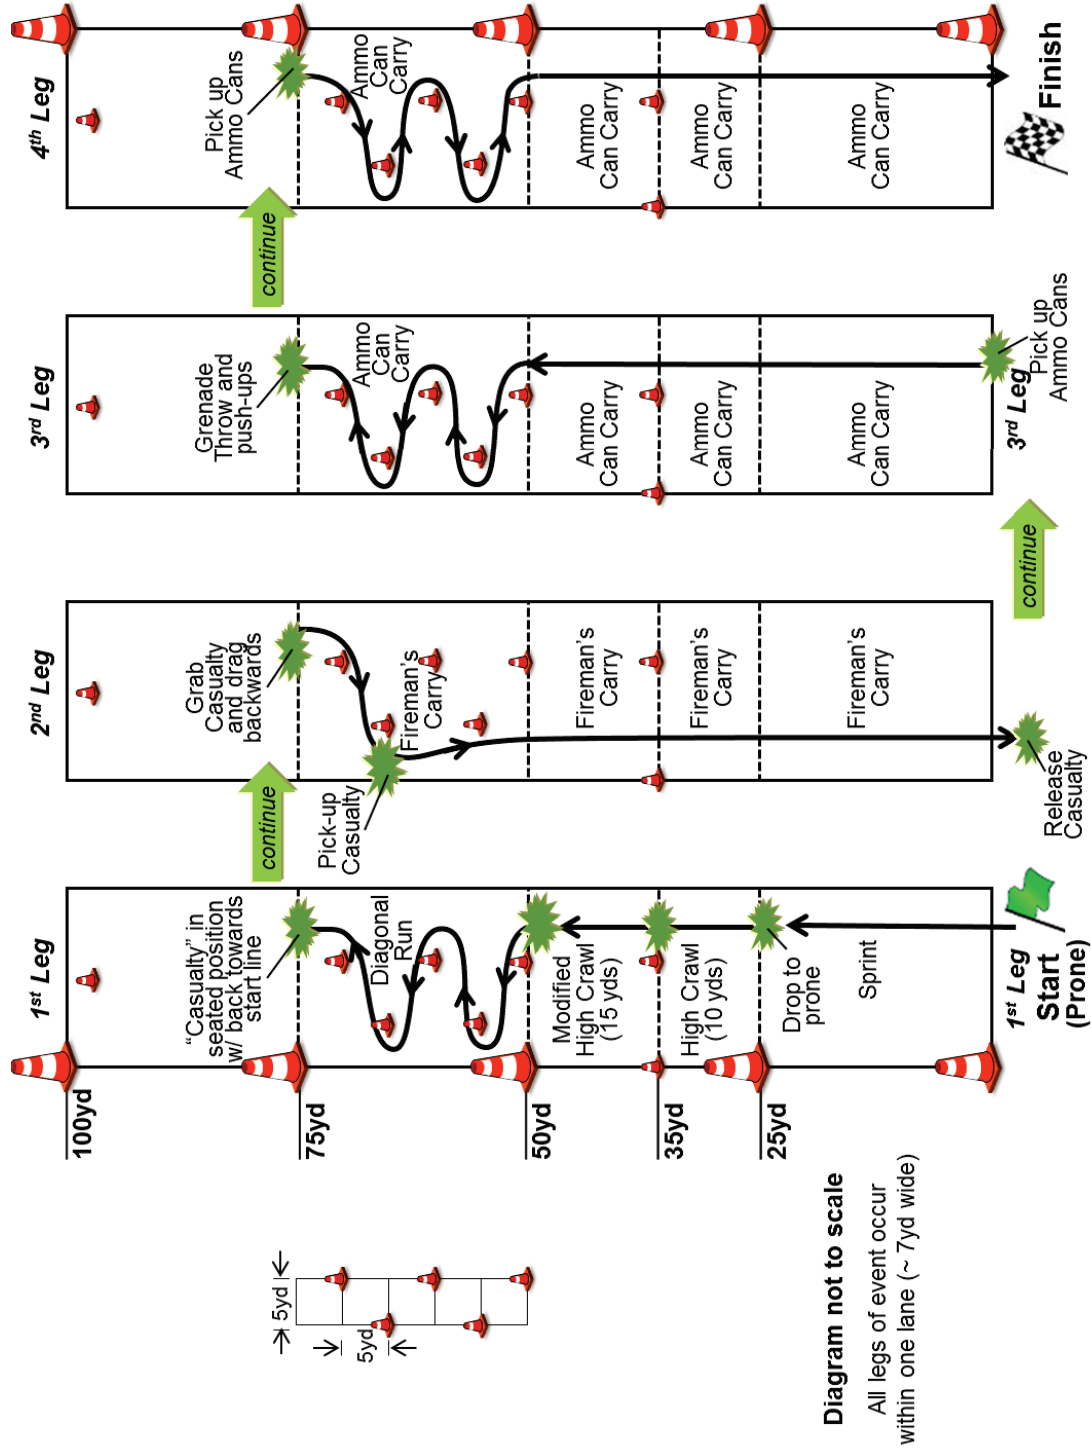 1st Leg
"Casualty" in
seated position
w/ back towards
start line
Diagonal
Run
Modified
High Crawl
(15 yds)
High Crawl
(10 yds)
Drop to
prone
Sprint
1st Leg
Start
(Prone)
100yd
75yd
50yd
35yd
25yd
continue
2nd Leg
Grab
Casualty
and drag
backwards
Pick-up
Casualty
Fireman's
Carry
Fireman's
Carry
Fireman's
Carry
Fireman's
Carry
Release
Casualty
continue
3rd Leg
Grenade
Throw and
push-ups
Ammo
Can
Carry
Ammo
Can Carry
Ammo
Can Carry
Ammo
Can Carry
3rd Leg
Pick up
Ammo Cans
continue
4th Leg
Pick up
Ammo Cans
Ammo
Can
Carry
Ammo
Can Carry
Ammo
Can Carry
Ammo
Can Carry
Finish
5yd
5yd
Diagram not to scale
All legs of event occur
within one lane (~ 7yd wide)